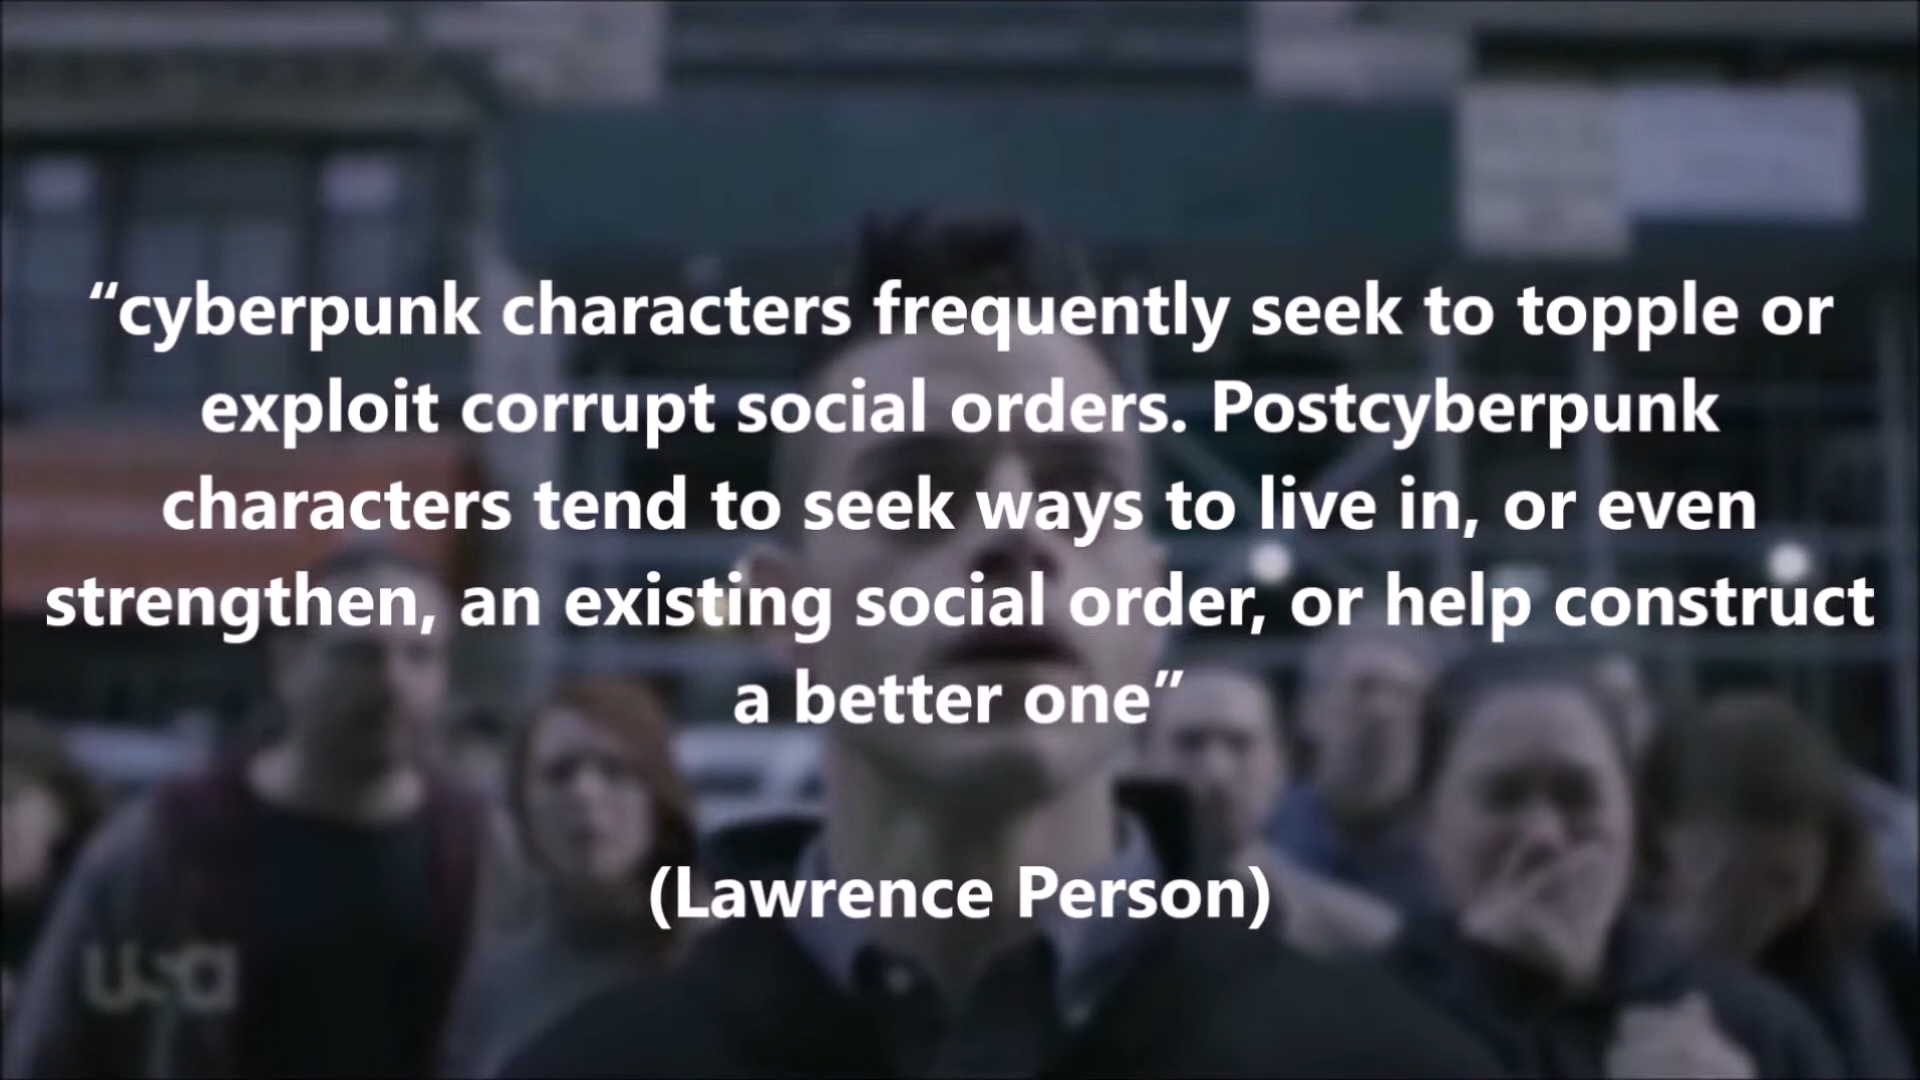 “cyberpunk characters frequently seek to topple or
exploit corrupt social orders. Postcyberpunk
characters tend to seek ways to live in, or even
strengthen, an existing social order, or help construct
a better one”
(Lawrence Person)
usa